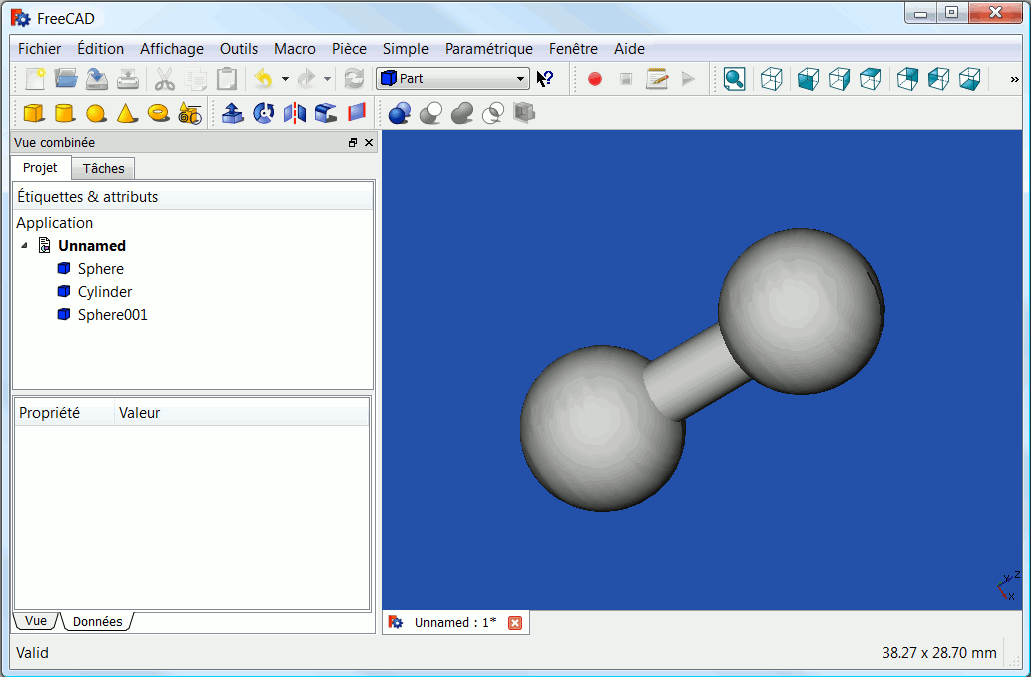 FreeCAD
Fichier Édition Affichage Outils Macro Pièce Simple Paramétrique Fenêtre Aide
Part
»
Vue combinée
Projet Tâches
Étiquettes & attributs
Application
Unnamed
Sphere
Cylinder
Sphere001
Propriété Valeur
Y Z
X
Vue Données
Unnamed : 1*
Valid 38.27 x 28.70 mm